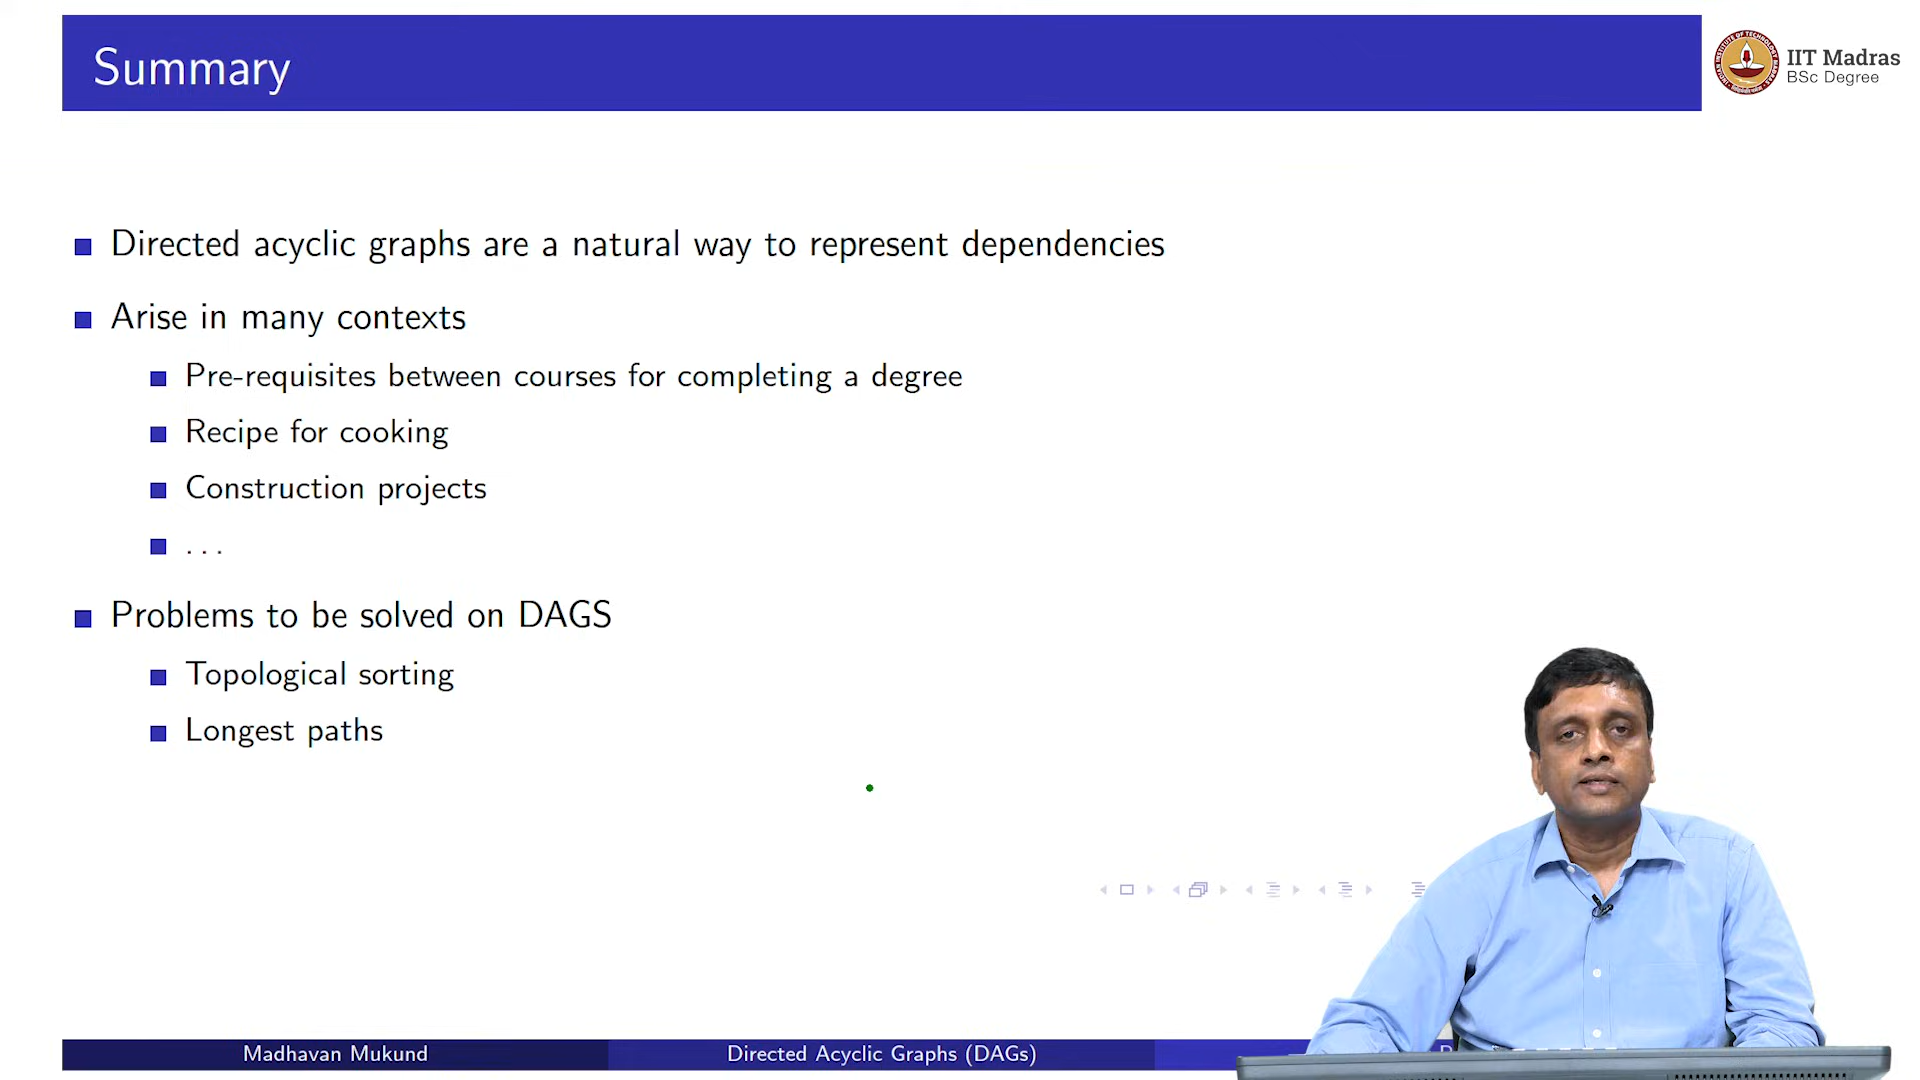 Summary
IIT Madras
BSc Degree
Directed acyclic graphs are a natural way to represent dependencies
Arise in many contexts
Pre-requisites between courses for completing a degree
Recipe for cooking
Construction projects
. . .
Problems to be solved on DAGS
Topological sorting
Longest paths
Madhavan Mukund
Directed Acyclic Graphs (DAGs)